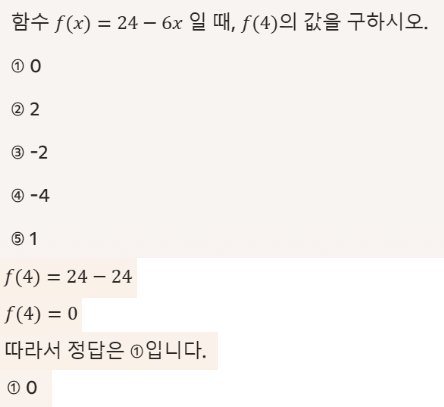 함수 f(x) = 24 − 6x 일 때, f(4)의 값을 구하시오.
① 0
② 2
③ -2
④ -4
⑤ 1
f(4) = 24 − 24
f(4) = 0
따라서 정답은 ①입니다.
① 0